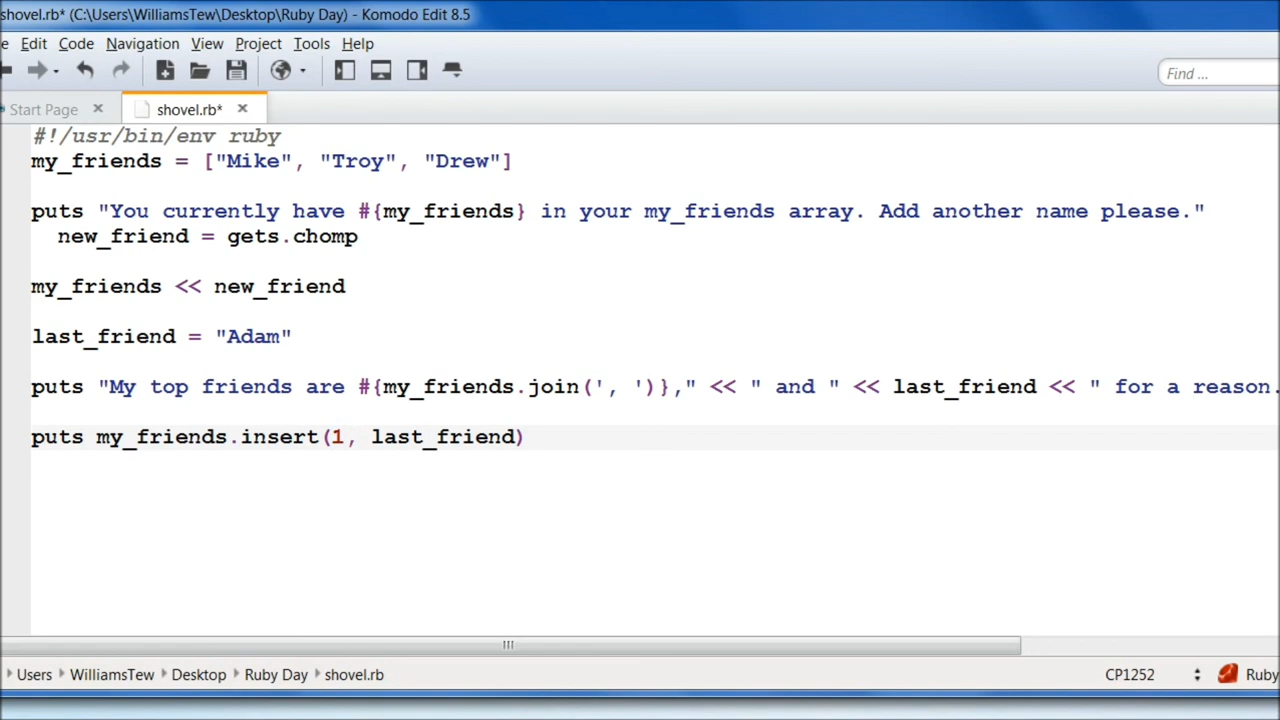 shovel.rb* (C:\Users\WilliamsTew\Desktop\Ruby Day) - Komodo Edit 8.5
e Edit Code Navigation View Project Tools Help
Find ...
Start Page shovel.rb*
#!/usr/bin/env ruby
my_friends = ["Mike", "Troy", "Drew"]
puts "You currently have #{my_friends} in your my_friends array. Add another name please."
new_friend = gets.chomp
my_friends << new_friend
last_friend = "Adam"
puts "My top friends are #{my_friends.join(', ')}," << " and " << last_friend << " for a reason.
puts my_friends.insert(1, last_friend)
Users WilliamsTew Desktop Ruby Day shovel.rb CP1252 Ruby